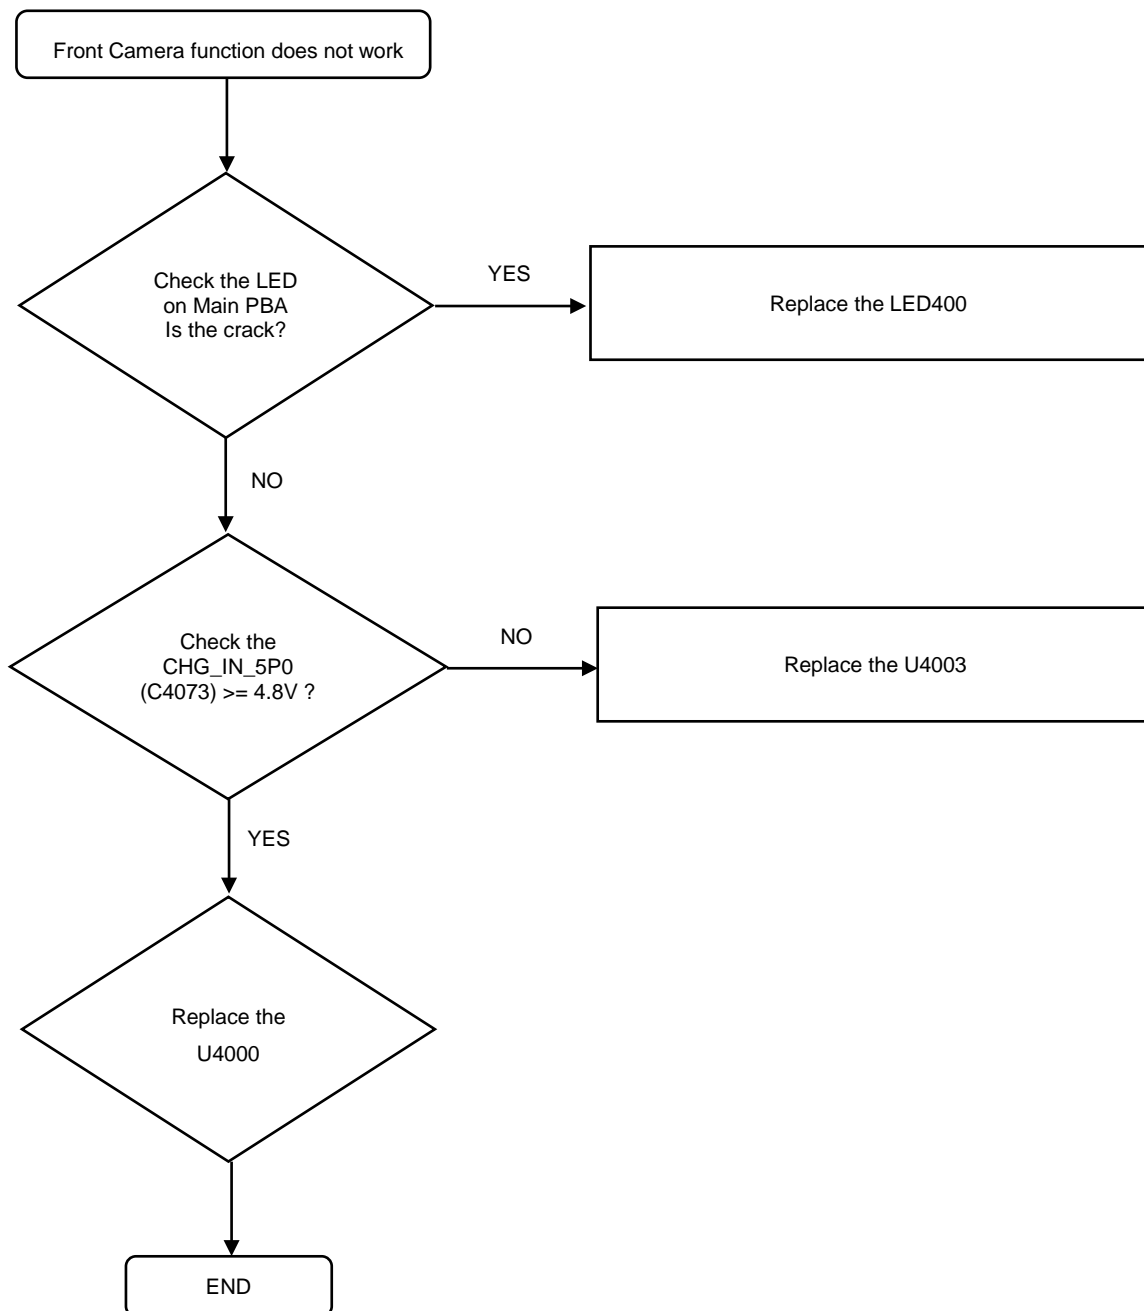 Front Camera function does not work
Check the LED
on Main PBA
Is the crack?
YES
Replace the LED400
NO
Check the
CHG_IN_5P0
(C4073) >= 4.8V ?
NO
Replace the U4003
YES
Replace the
U4000
END